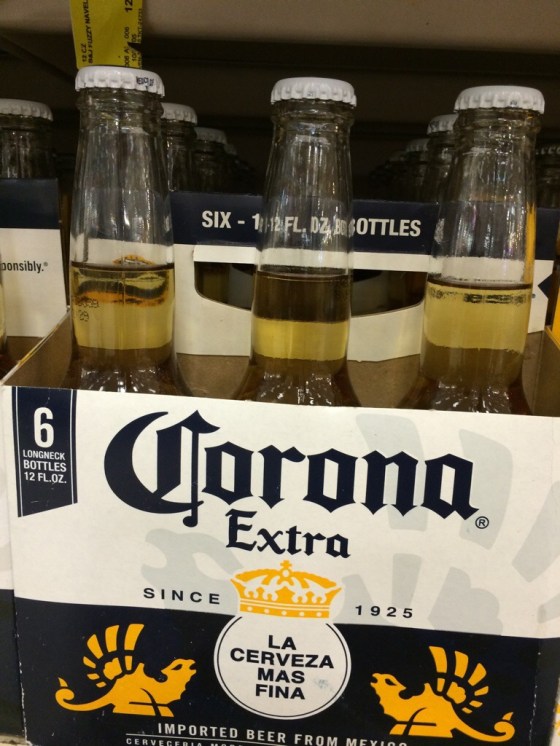 SIX - 12 FL. OZ. BOTTLES
ponsibly.®
6
LONGNECK
BOTTLES
12 FL.OZ.
Corona®
Extra
SINCE 1925
LA
CERVEZA
MAS
FINA
IMPORTED BEER FROM MEXICO
CERVECERIA